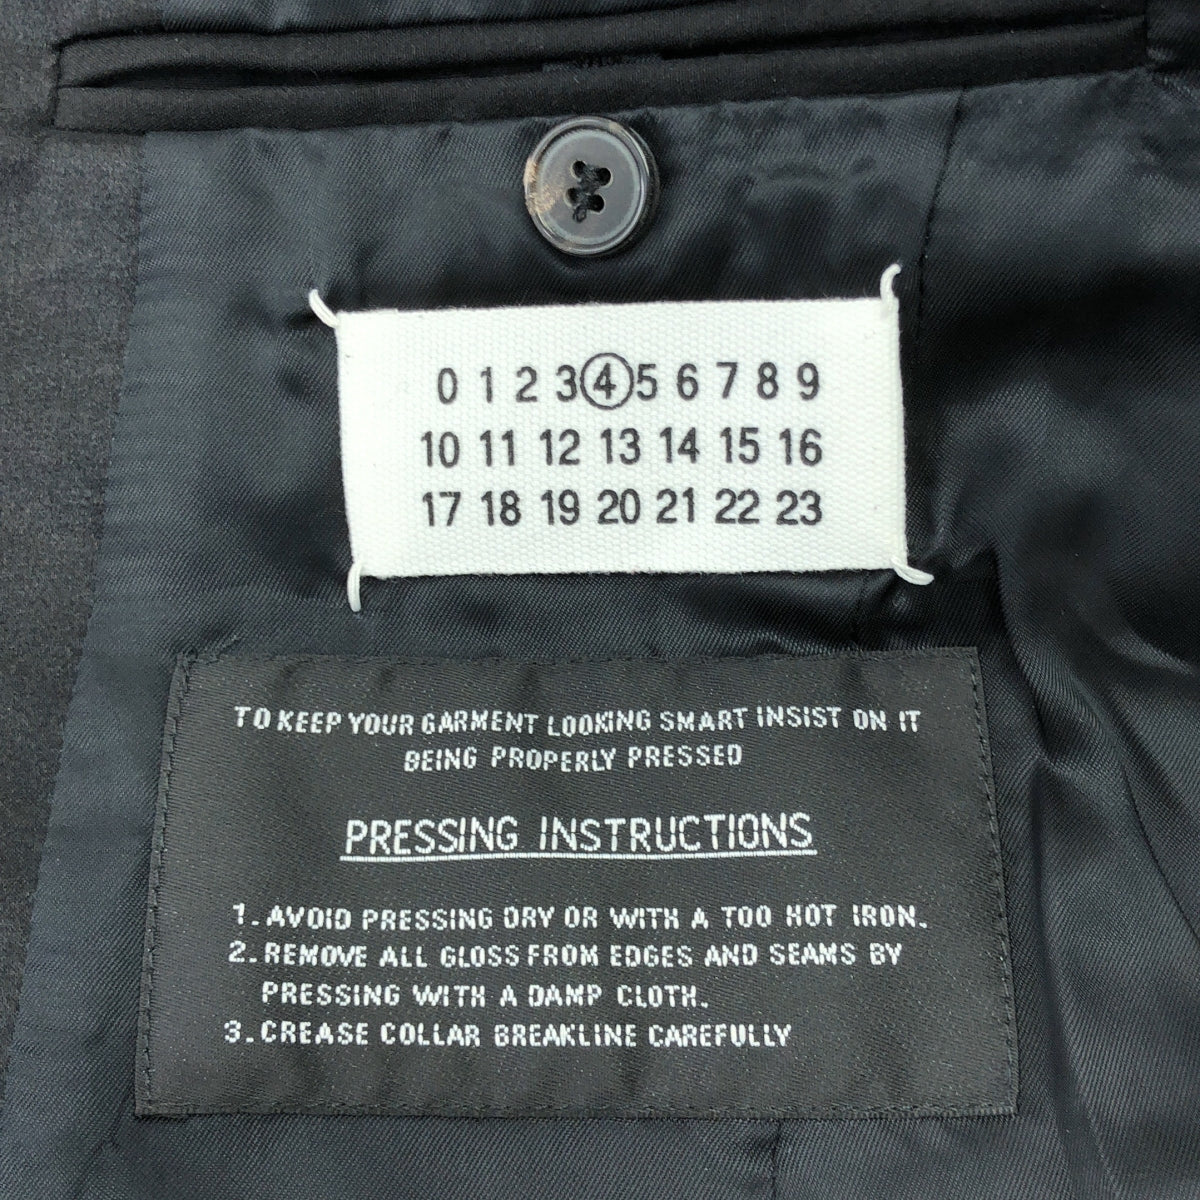 0 1 2 3 4 5 6 7 8 9
10 11 12 13 14 15 16
17 18 19 20 21 22 23
TO KEEP YOUR GARMENT LOOKING SMART INSIST ON IT
BEING PROPERLY PRESSED
PRESSING INSTRUCTIONS
1. AVOID PRESSING DRY OR WITH A TOO HOT IRON.
2. REMOVE ALL GLOSS FROM EDGES AND SEAMS BY
PRESSING WITH A DAMP CLOTH.
3. CREASE COLLAR BREAKLINE CAREFULLY